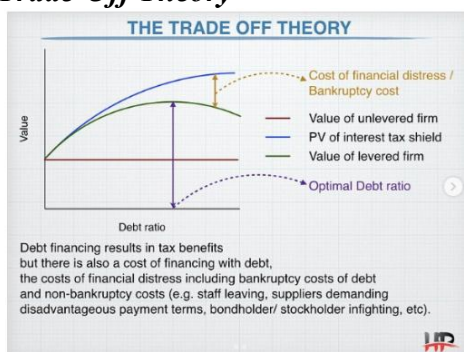 Trade-Off Theory
THE TRADE OFF THEORY
Value
Cost of financial distress /
Bankruptcy cost
Value of unlevered firm
PV of interest tax shield
Value of levered firm
Optimal Debt ratio
Debt ratio
Debt financing results in tax benefits
but there is also a cost of financing with debt,
the costs of financial distress including bankruptcy costs of debt
and non-bankruptcy costs (e.g. staff leaving, suppliers demanding
disadvantageous payment terms, bondholder/ stockholder infighting, etc).